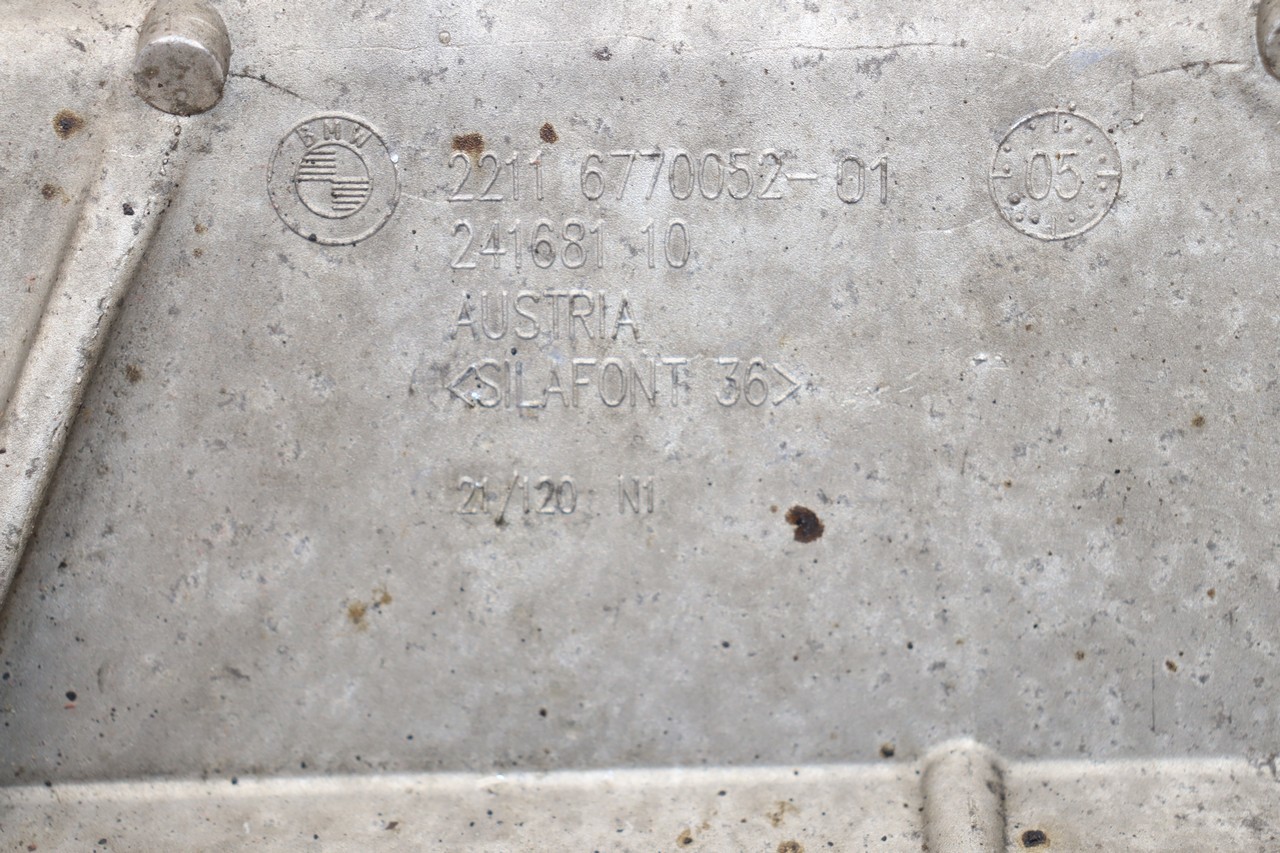 BMW
2211 6770052-01
05
241681 10
AUSTRIA
<SILAFONT 36>
21/120 N1